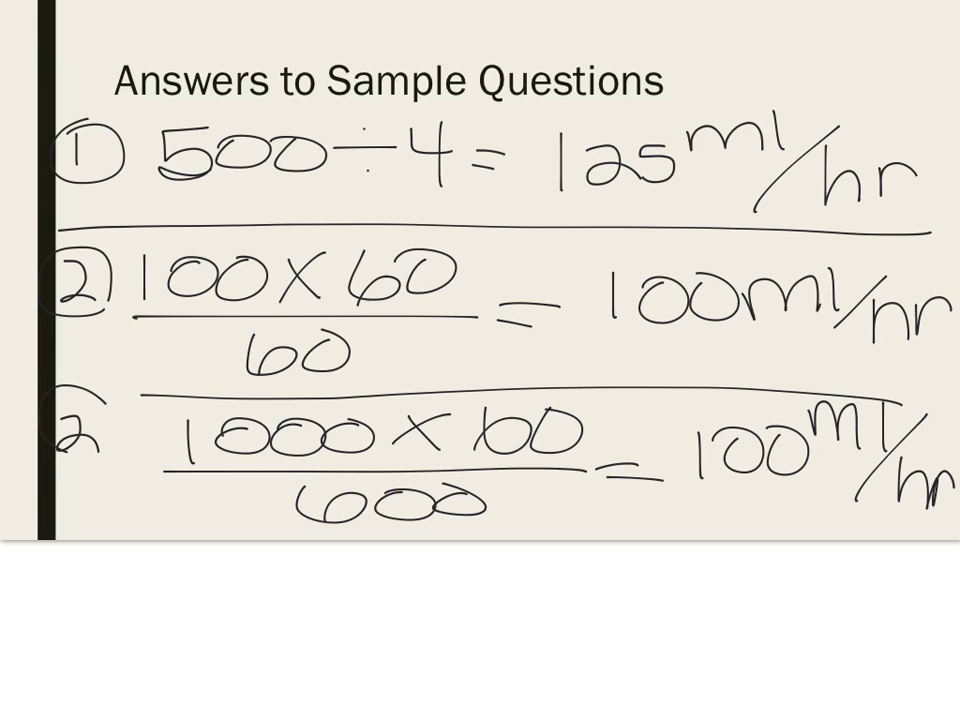 Answers to Sample Questions
① 500 ÷ 4 = 125 ml/hr
② 100 X 60
60
= 100 ml/hr
2 1000 X 60
600
= 100 ml/hr